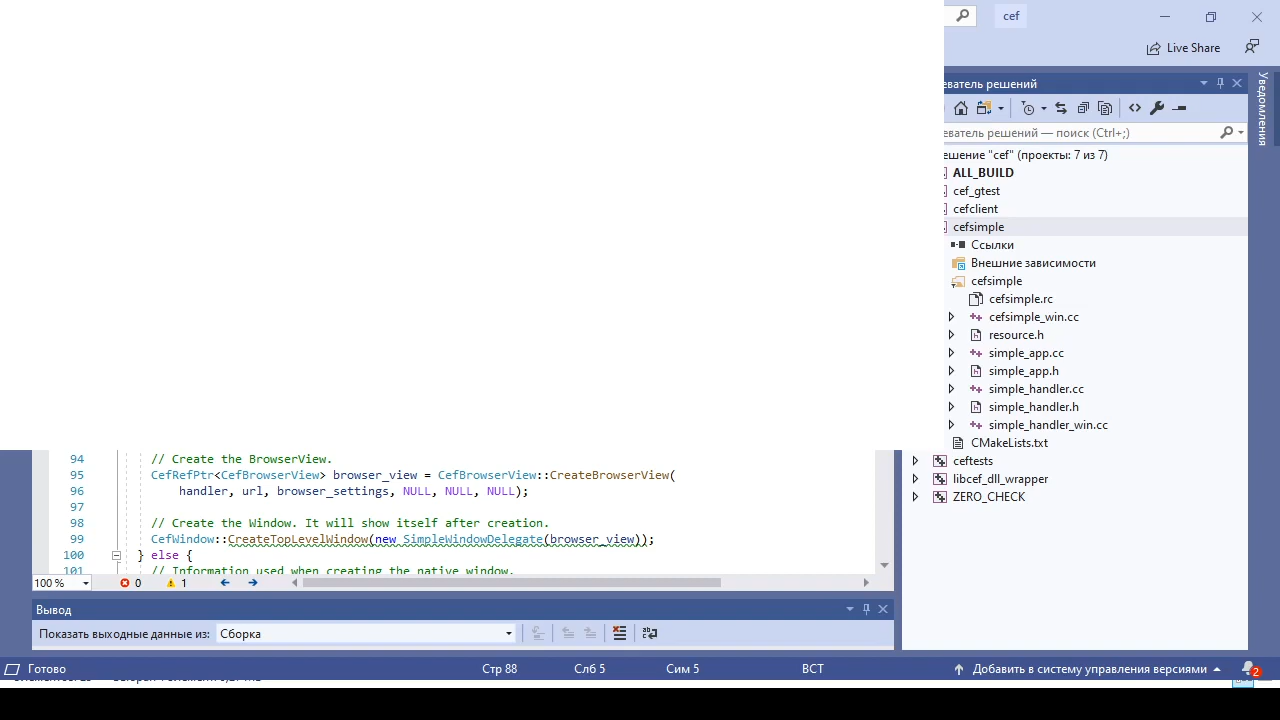 cef
Live Share
еватель решений
Уведомления
еватель решений — поиск (Ctrl+;)
ешение "cef" (проекты: 7 из 7)
ALL_BUILD
cef_gtest
cefclient
cefsimple
Ссылки
Внешние зависимости
cefsimple
cefsimple.rc
cefsimple_win.cc
resource.h
simple_app.cc
simple_app.h
simple_handler.cc
simple_handler.h
simple_handler_win.cc
CMakeLists.txt
ceftests
libcef_dll_wrapper
ZERO_CHECK
94 // Create the BrowserView.
95 CefRefPtr<CefBrowserView> browser_view = CefBrowserView::CreateBrowserView(
96 handler, url, browser_settings, NULL, NULL, NULL);
97
98 // Create the Window. It will show itself after creation.
99 CefWindow::CreateTopLevelWindow(new SimpleWindowDelegate(browser_view));
100 } else {
101 // Information used when creating the native window.
100 % 0 1
Вывод
Показать выходные данные из: Сборка
Готово Стр 88 Слб 5 Сим 5 ВСТ Добавить в систему управления версиями 2